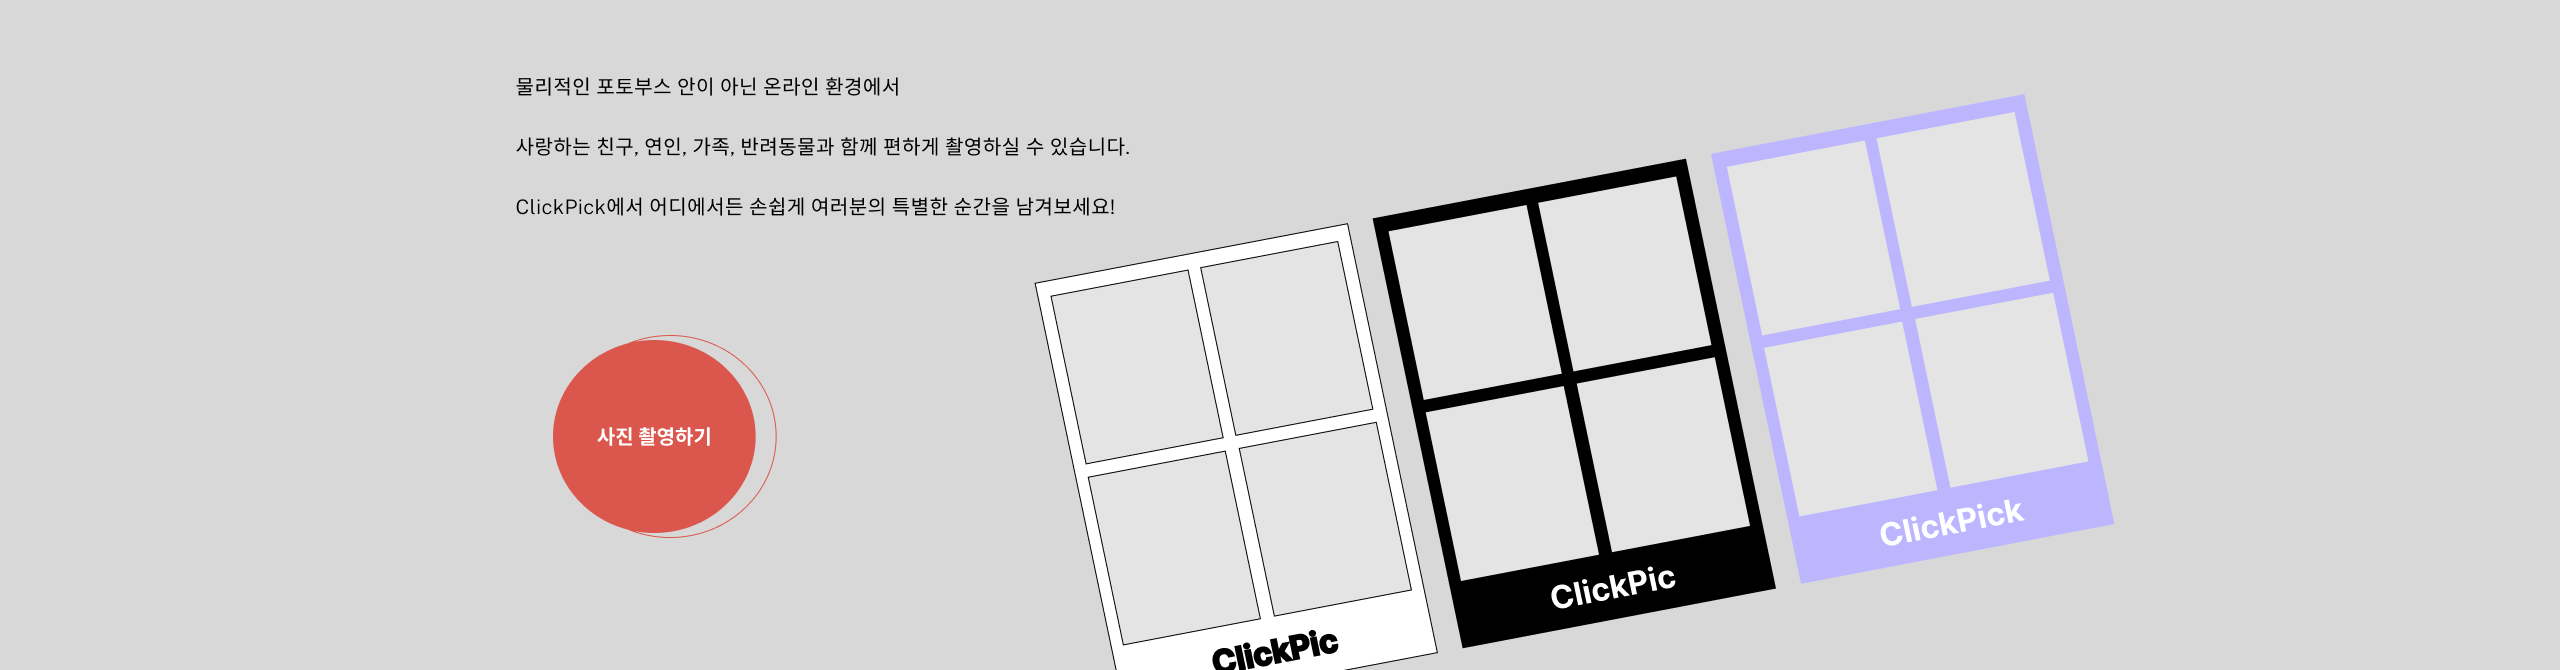 물리적인 포토부스 안이 아닌 온라인 환경에서
사랑하는 친구, 연인, 가족, 반려동물과 함께 편하게 촬영하실 수 있습니다.
ClickPick에서 어디에서든 손쉽게 여러분의 특별한 순간을 남겨보세요!
사진 촬영하기
ClickPic
ClickPic
ClickPick